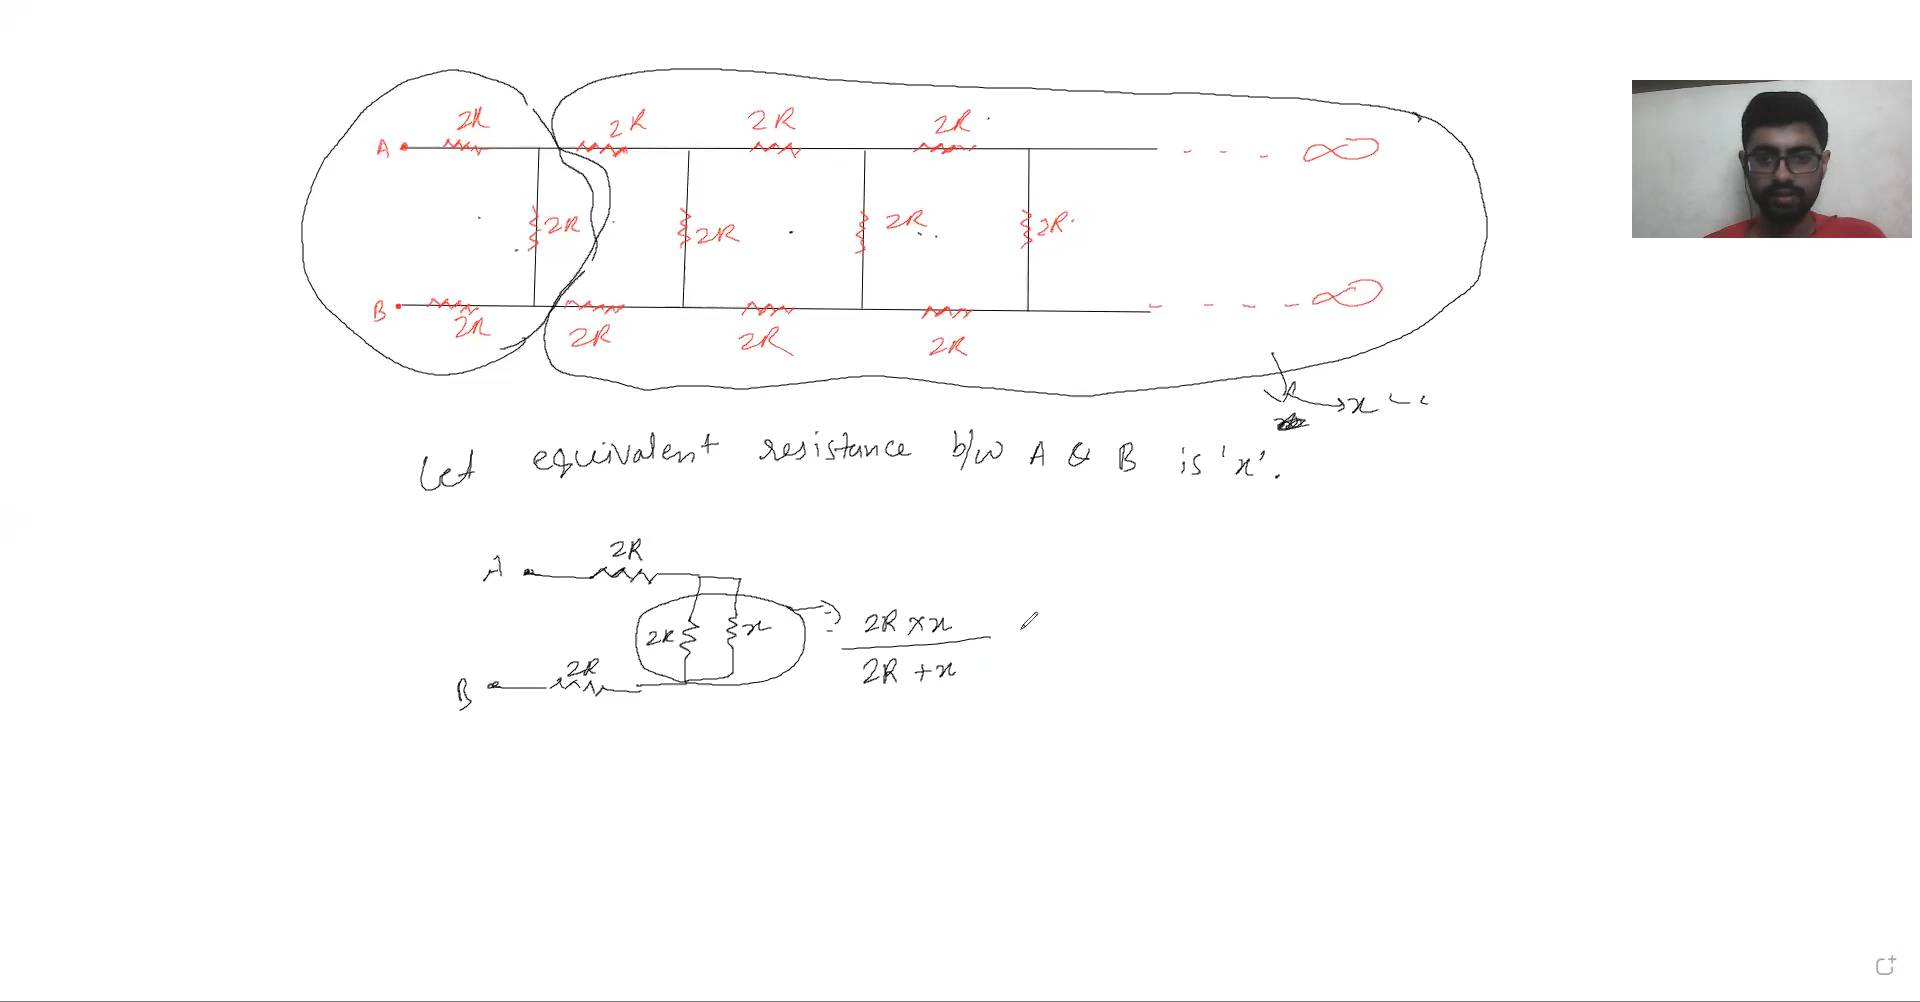 2R 2R 2R 2R
A - - - ∞
2R 2R 2R 2R
B - - - - ∞
2R 2R 2R 2R
x
Let equivalent resistance b/w A & B is 'x'.
2R
A
2R x ⇒ 2R × x
2R + x
2R
B